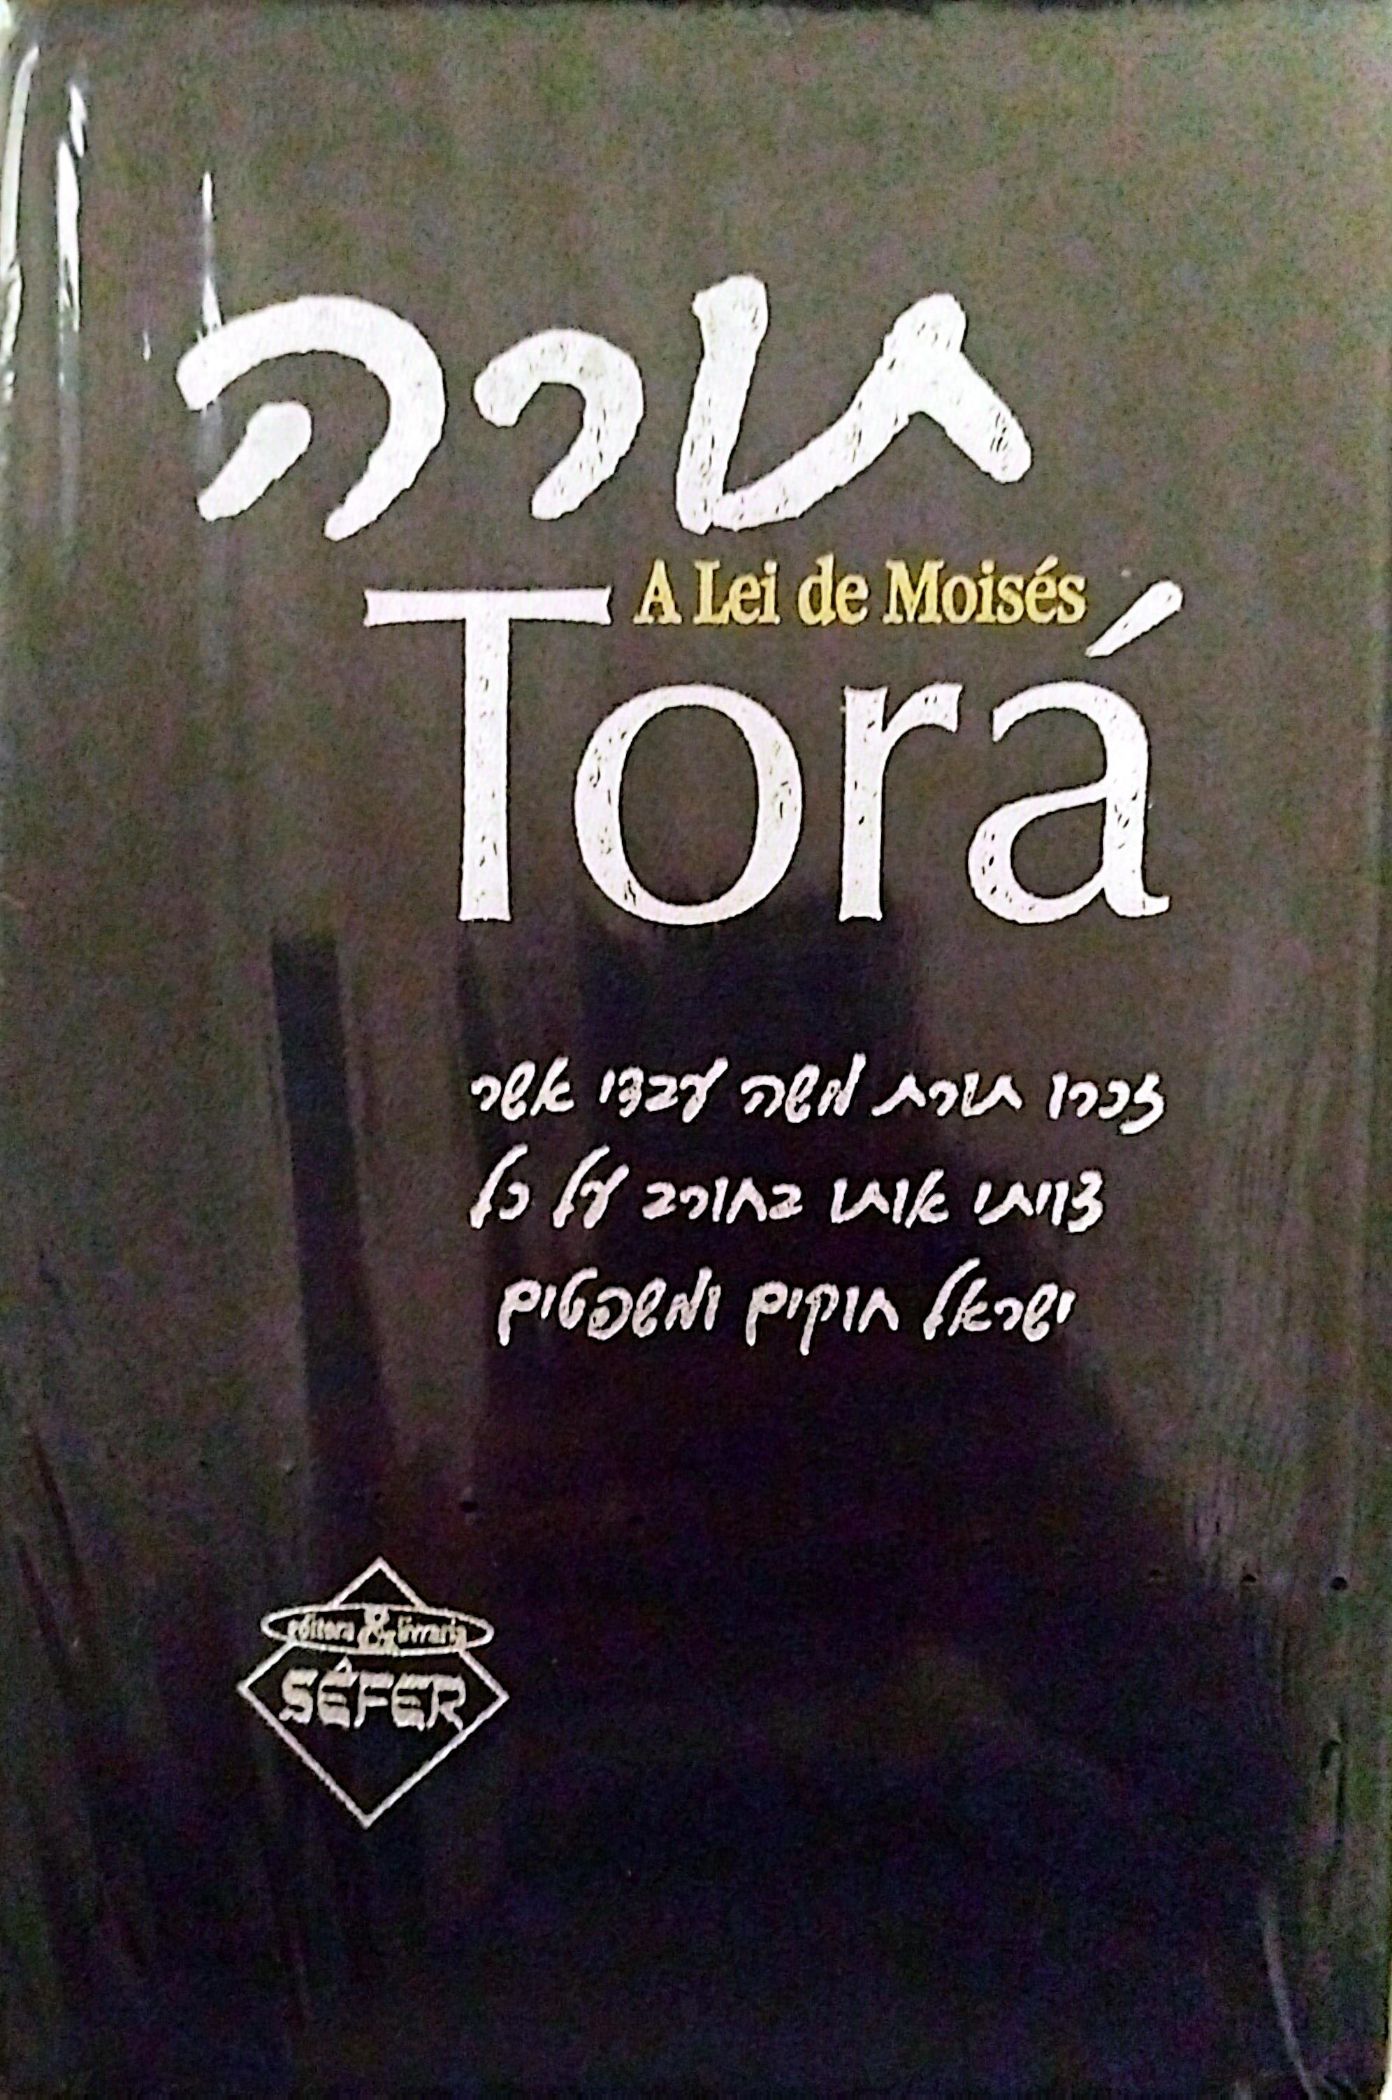 תורה
A Lei de Moisés
Torá
זכרו תורת משה עבדי אשר
צויתי אותו בחורב על כל
ישראל חוקים ומשפטים
editora & livraria
SÊFER